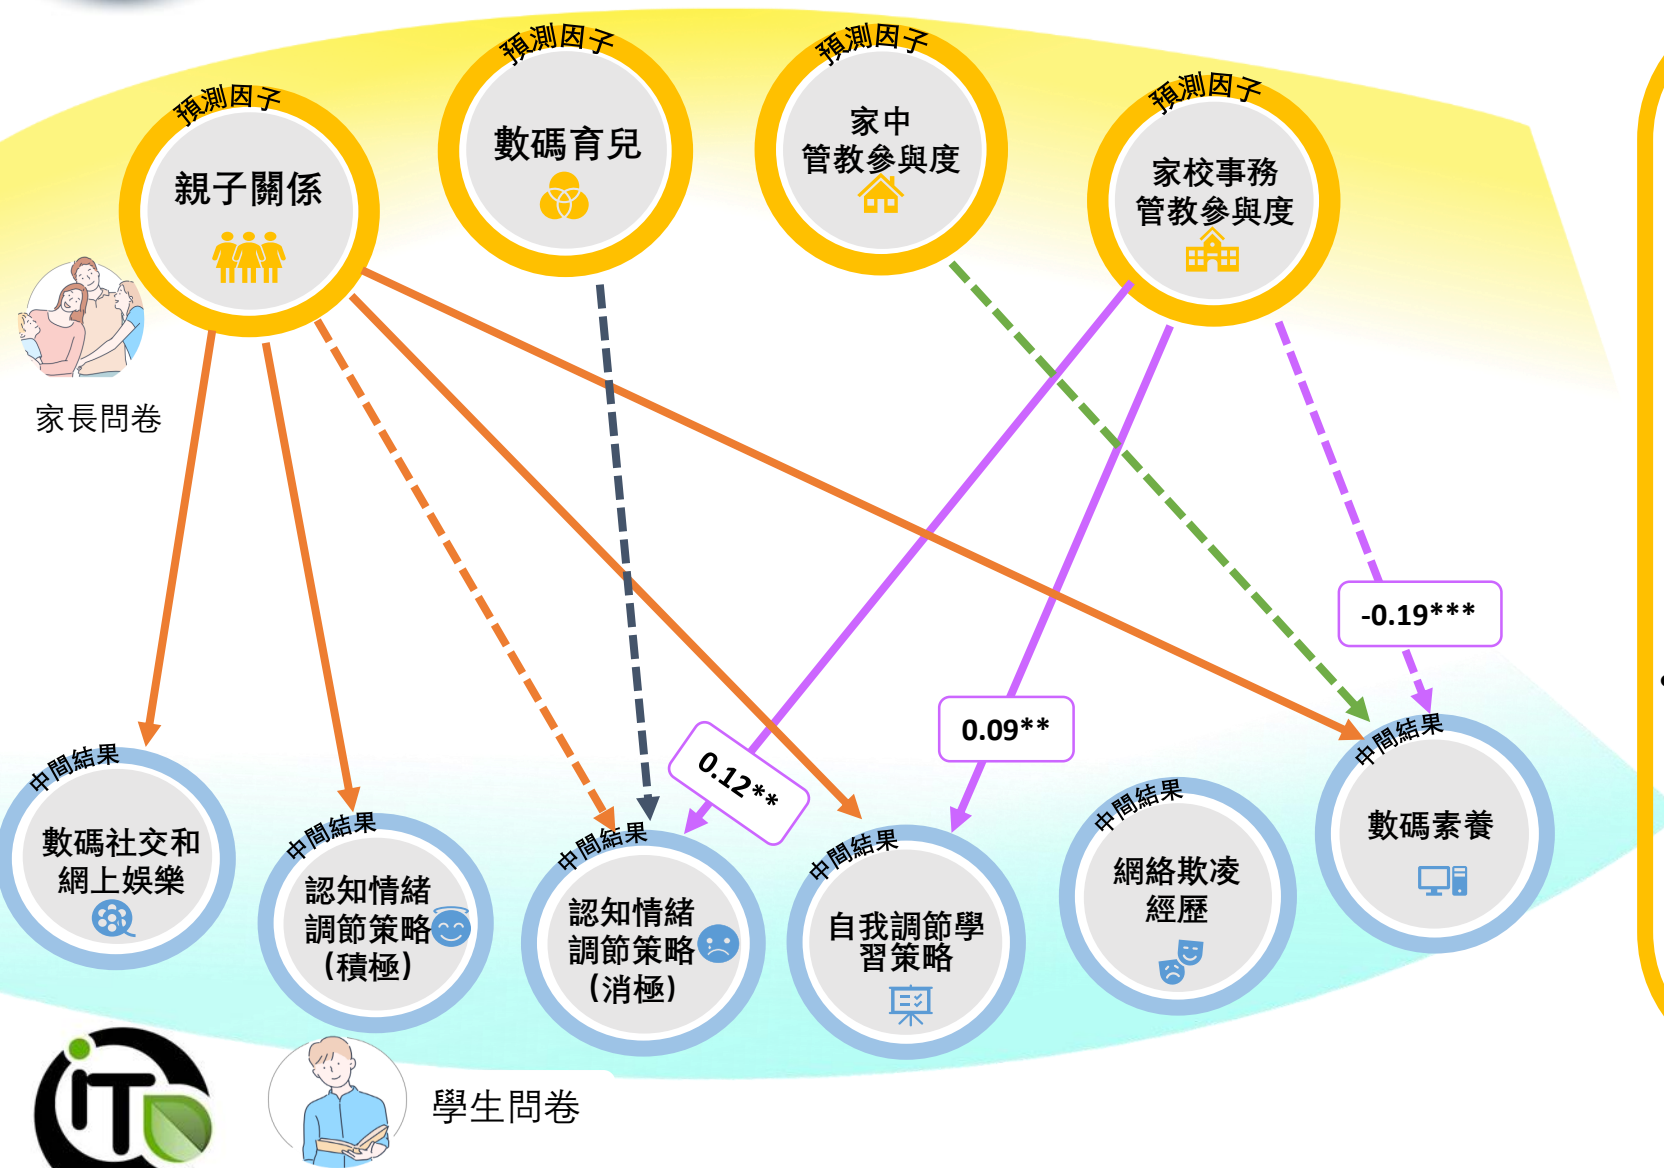 預測因子
親子關係
預測因子
數碼育兒
預測因子
家中
管教參與度
預測因子
家校事務
管教參與度
家長問卷
-0.19***
0.09**
0.12**
中間結果
數碼社交和
網上娛樂
中間結果
認知情緒
調節策略
(積極)
中間結果
認知情緒
調節策略
(消極)
中間結果
自我調節學
習策略
中間結果
網絡欺凌
經歷
中間結果
數碼素養
iT
學生問卷